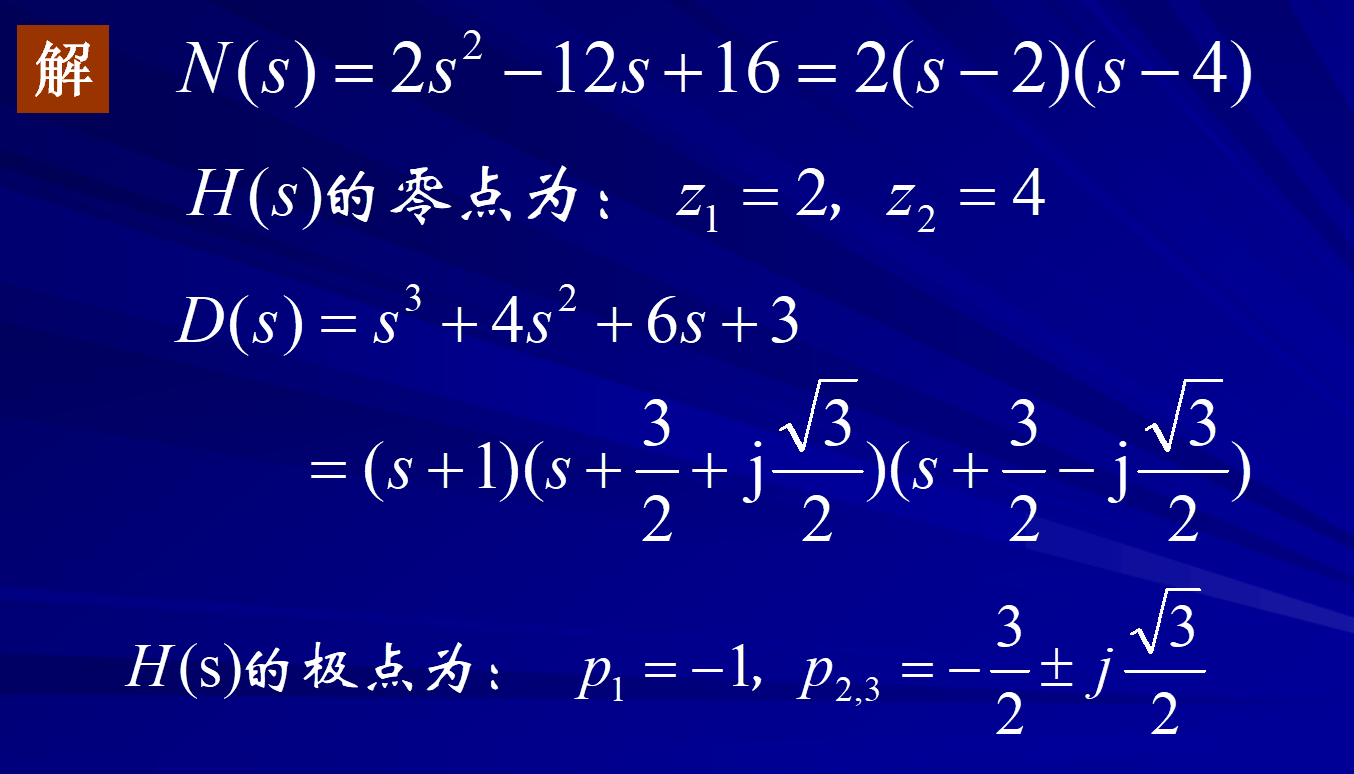 解 N(s) = 2s² − 12s + 16 = 2(s − 2)(s − 4)
H(s)的零点为： z₁ = 2, z₂ = 4
D(s) = s³ + 4s² + 6s + 3
= (s + 1)(s + 3/2 + j√3/2)(s + 3/2 − j√3/2)
H(s)的极点为： p₁ = −1, p₂,₃ = −3/2 ± j√3/2